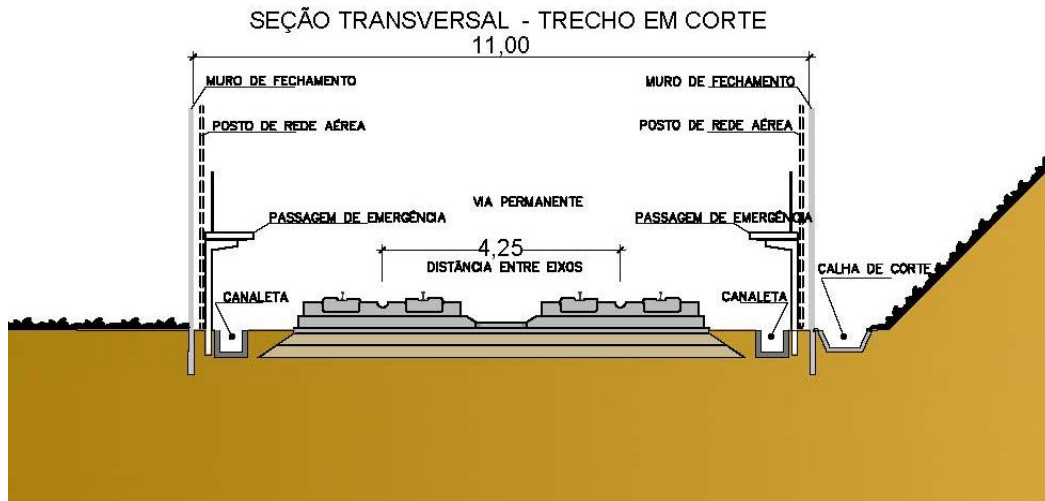 SEÇÃO TRANSVERSAL - TRECHO EM CORTE
11,00
MURO DE FECHAMENTO
MURO DE FECHAMENTO
POSTO DE REDE AÉREA
POSTO DE REDE AÉREA
VIA PERMANENTE
PASSAGEM DE EMERGÊNCIA
PASSAGEM DE EMERGÊNCIA
4,25
DISTÂNCIA ENTRE EIXOS
CALHA DE CORTE
CANALETA
CANALETA